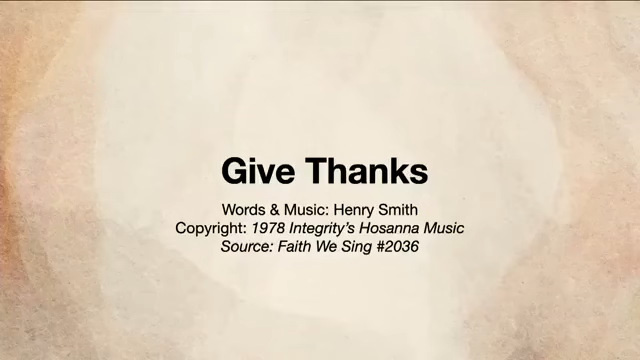 Give Thanks
Words & Music: Henry Smith
Copyright: 1978 Integrity's Hosanna Music
Source: Faith We Sing #2036